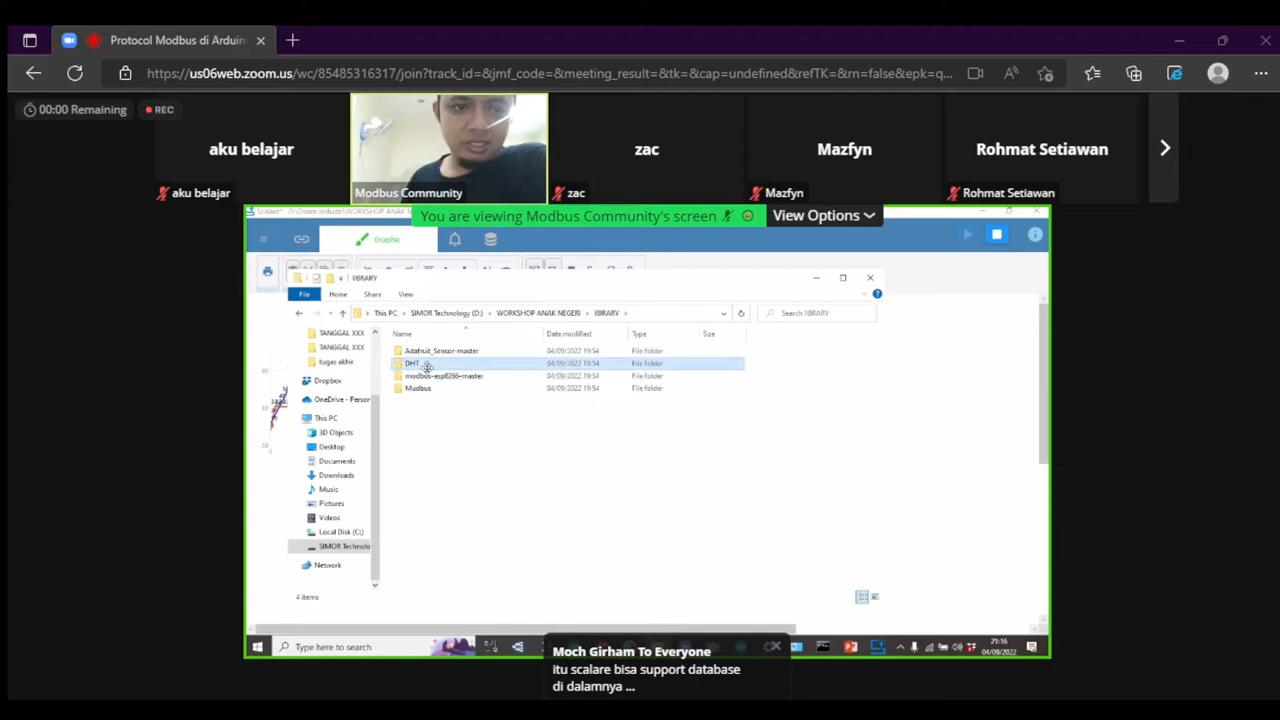 Protocol Modbus di Arduin
https://us06web.zoom.us/wc/85485316317/join?track_id=&jmf_code=&meeting_result=&tk=&cap=undefined&refTK=&rn=false&epk=q...
00:00 Remaining
REC
aku belajar
zac
Mazfyn
Rohmat Setiawan
aku belajar
Modbus Community
zac
Mazfyn
Rohmat Setiawan
You are viewing Modbus Community's screen
View Options
Graphic
LIBRARY
File
Home
Share
View
This PC > SIMOR Technology (D:) > WORKSHOP ANAK NEGERI > LIBRARY >
Search LIBRARY
Name
Date modified
Type
Size
Adafruit_Sensor-master 04/09/2022 19:54 File folder
DHT 04/09/2022 19:54 File folder
modbus-esp8266-master 04/09/2022 19:54 File folder
Mudbus 04/09/2022 19:54 File folder
TANGGAL XXX
TANGGAL XXX
tugas akhir
Dropbox
OneDrive - Person
This PC
3D Objects
Desktop
Documents
Downloads
Music
Pictures
Videos
Local Disk (C:)
SIMOR Technolo
Network
4 items
Type here to search
21:16
04/09/2022
Moch Girham To Everyone
itu scalare bisa support database
di dalamnya ...